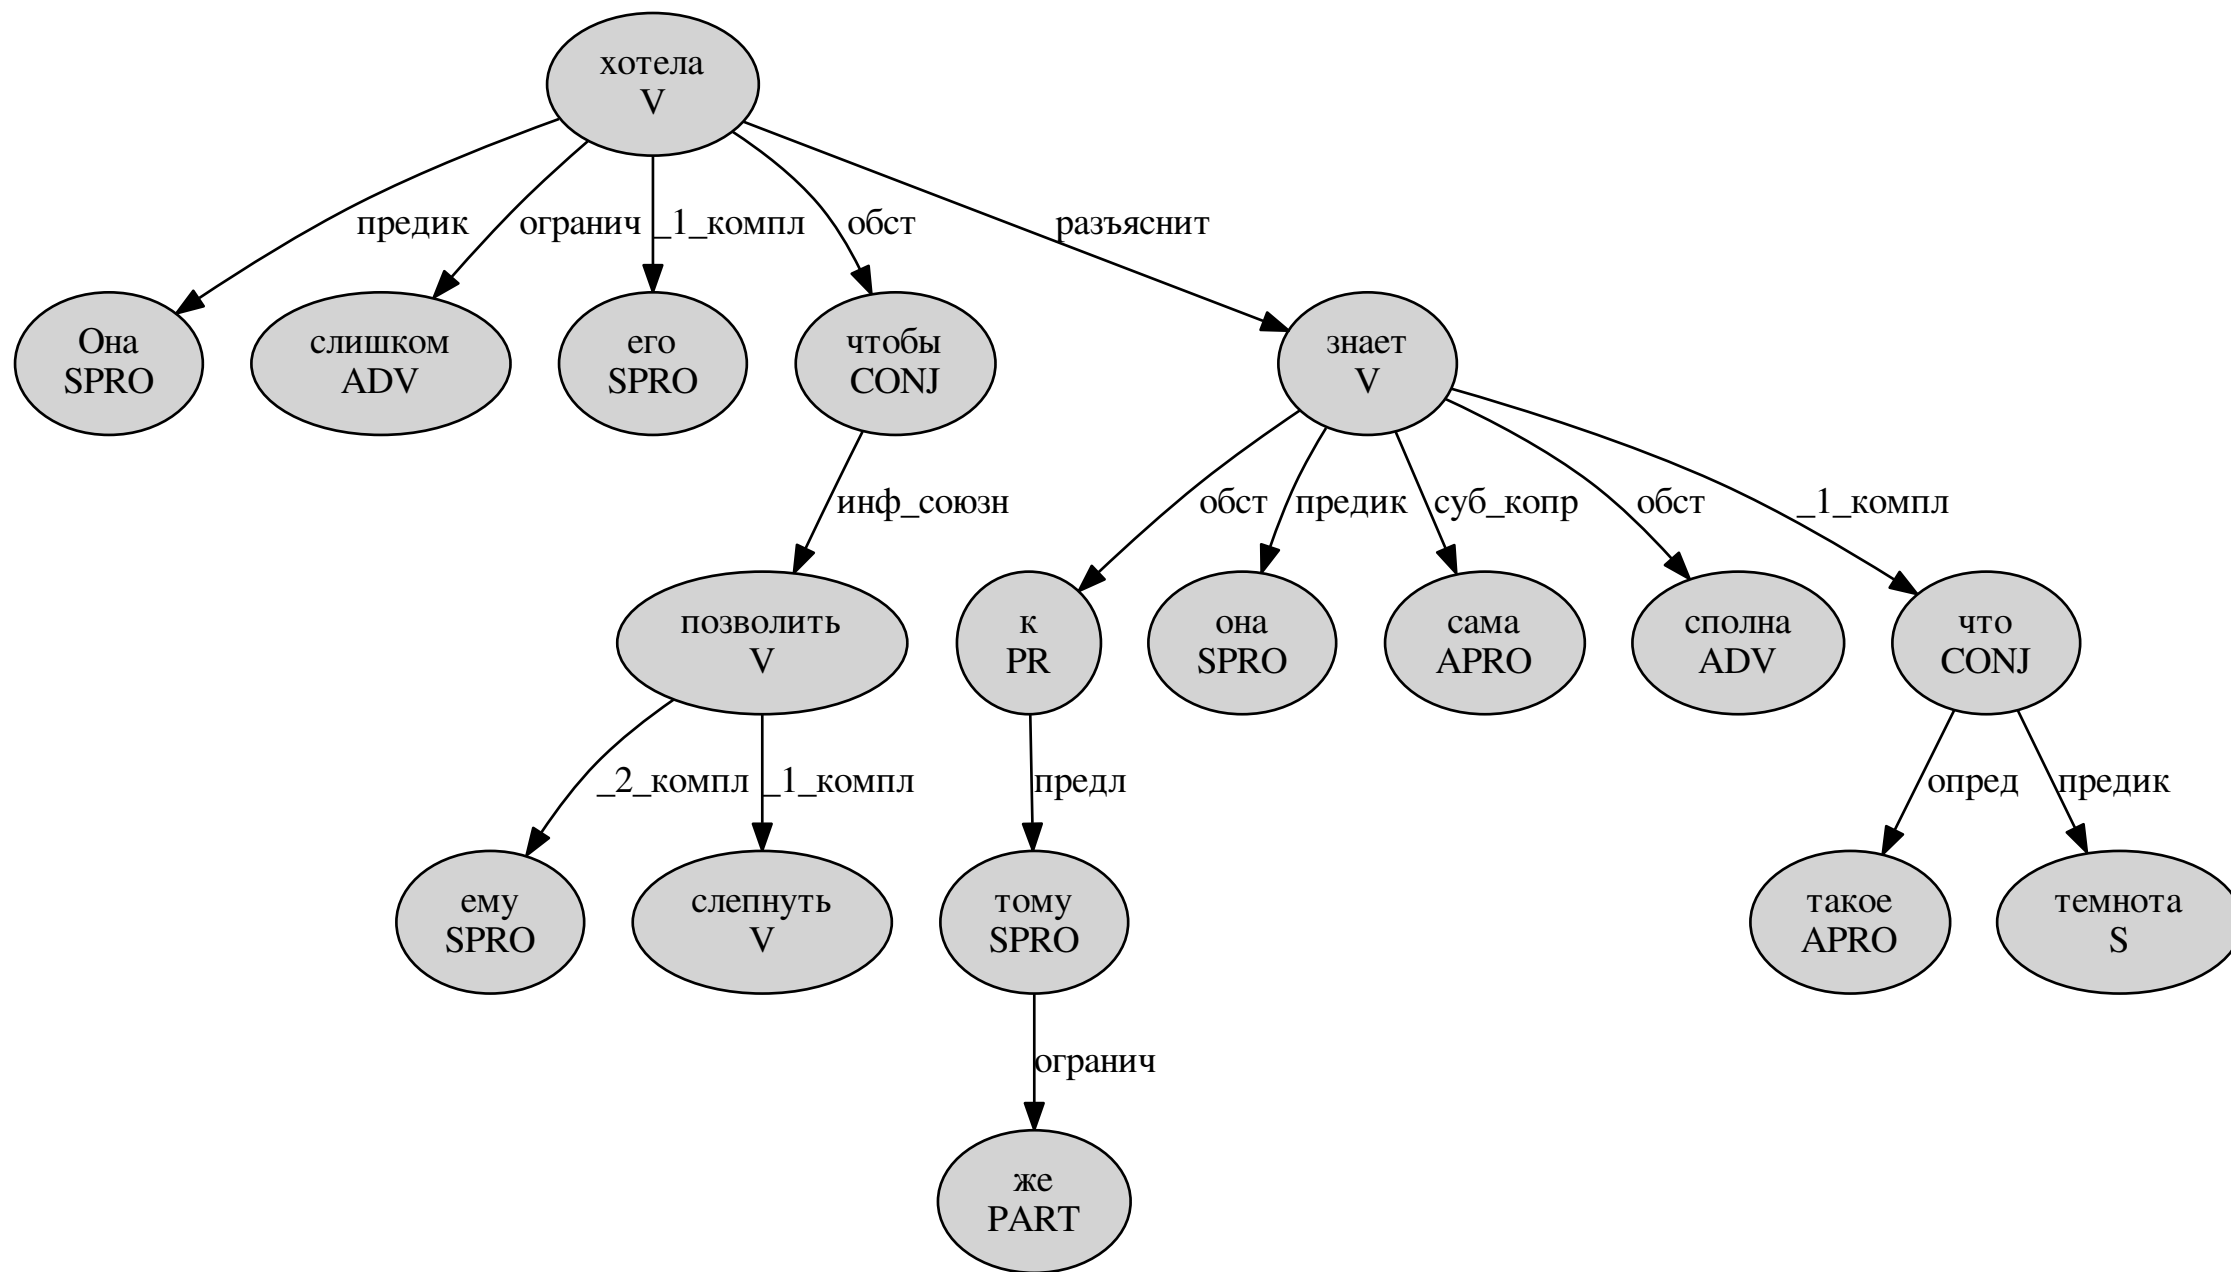 хотела
V
предик
огранич
_1_компл
обст
разъяснит
Она
SPRO
слишком
ADV
его
SPRO
чтобы
CONJ
знает
V
инф_союзн
обст
предик
суб_копр
обст
_1_компл
позволить
V
к
PR
она
SPRO
сама
APRO
сполна
ADV
что
CONJ
_2_компл
_1_компл
предл
опред
предик
ему
SPRO
слепнуть
V
тому
SPRO
такое
APRO
темнота
S
огранич
же
PART